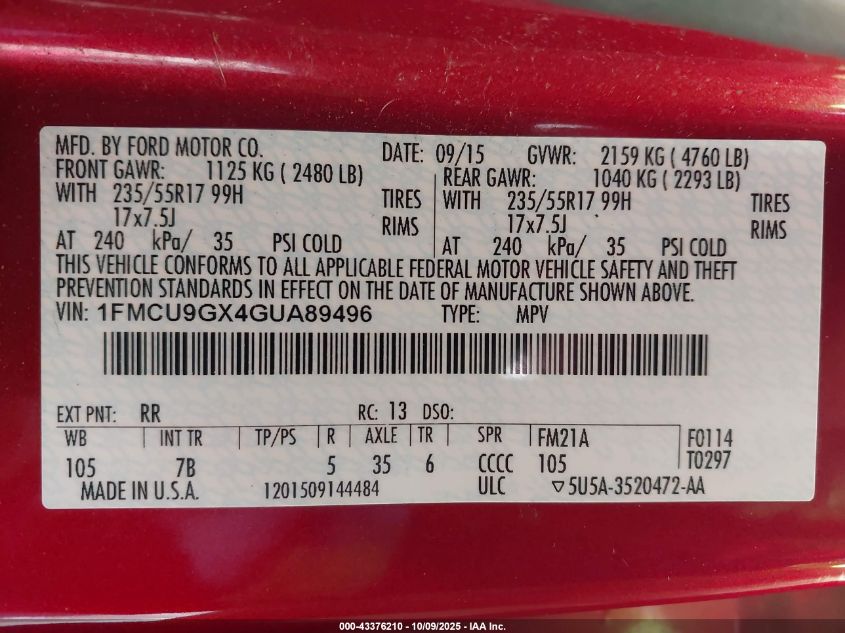 MFD. BY FORD MOTOR CO. DATE: 09/15 GVWR: 2159 KG ( 4760 LB)
FRONT GAWR: 1125 KG ( 2480 LB) REAR GAWR: 1040 KG ( 2293 LB)
WITH 235/55R17 99H TIRES WITH 235/55R17 99H TIRES
17x7.5J RIMS 17x7.5J RIMS
AT 240 kPa/ 35 PSI COLD AT 240 kPa/ 35 PSI COLD
THIS VEHICLE CONFORMS TO ALL APPLICABLE FEDERAL MOTOR VEHICLE SAFETY AND THEFT
PREVENTION STANDARDS IN EFFECT ON THE DATE OF MANUFACTURE SHOWN ABOVE.
VIN: 1FMCU9GX4GUA89496 TYPE: MPV
EXT PNT: RR RC: 13 DSO:
WB INT TR TP/PS R AXLE TR SPR FM21A F0114
105 7B 5 35 6 CCCC 105 T0297
MADE IN U.S.A. 1201509144484 ULC ▽5U5A-3520472-AA
000-43376210 - 10/09/2025 - IAA Inc.